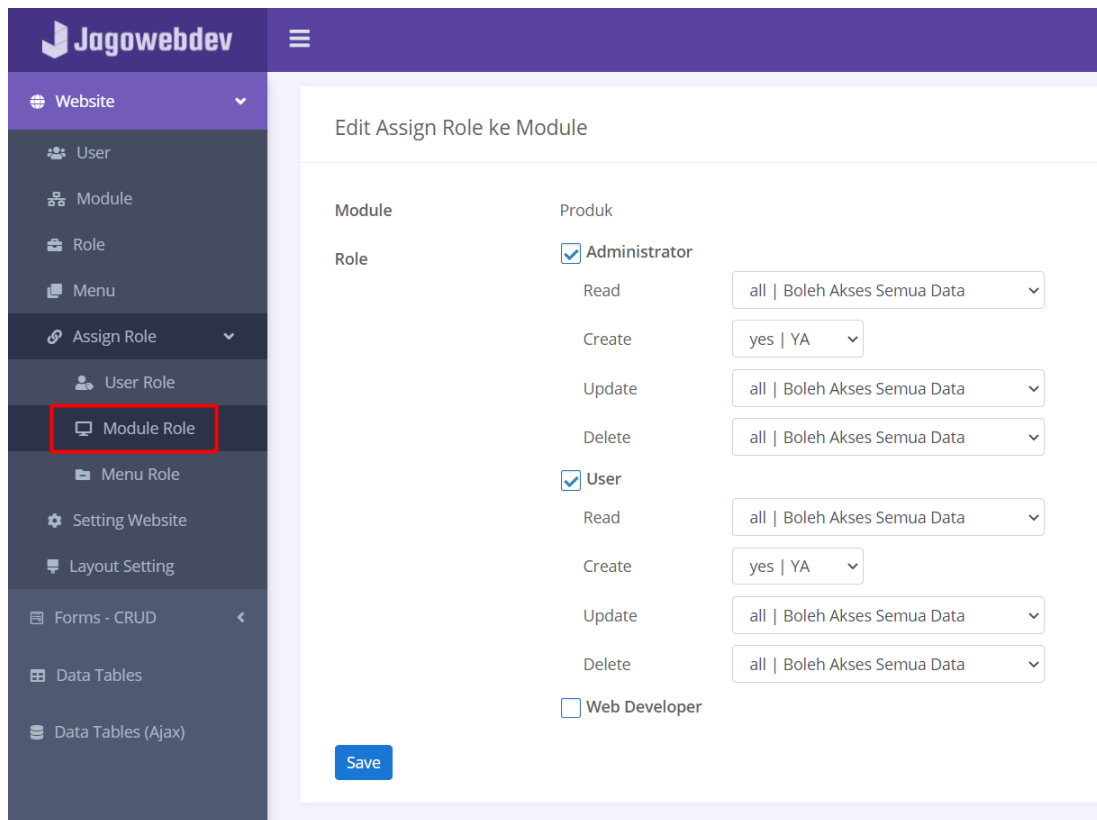 Jagowebdev
Website
User
Module
Role
Menu
Assign Role
User Role
Module Role
Menu Role
Setting Website
Layout Setting
Forms - CRUD
Data Tables
Data Tables (Ajax)
Edit Assign Role ke Module
Module Produk
Role Administrator
Read all | Boleh Akses Semua Data
Create yes | YA
Update all | Boleh Akses Semua Data
Delete all | Boleh Akses Semua Data
User
Read all | Boleh Akses Semua Data
Create yes | YA
Update all | Boleh Akses Semua Data
Delete all | Boleh Akses Semua Data
Web Developer
Save